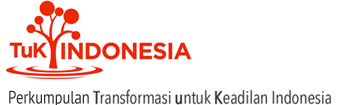 TuK INDONESIA
Perkumpulan Transformasi untuk Keadilan Indonesia